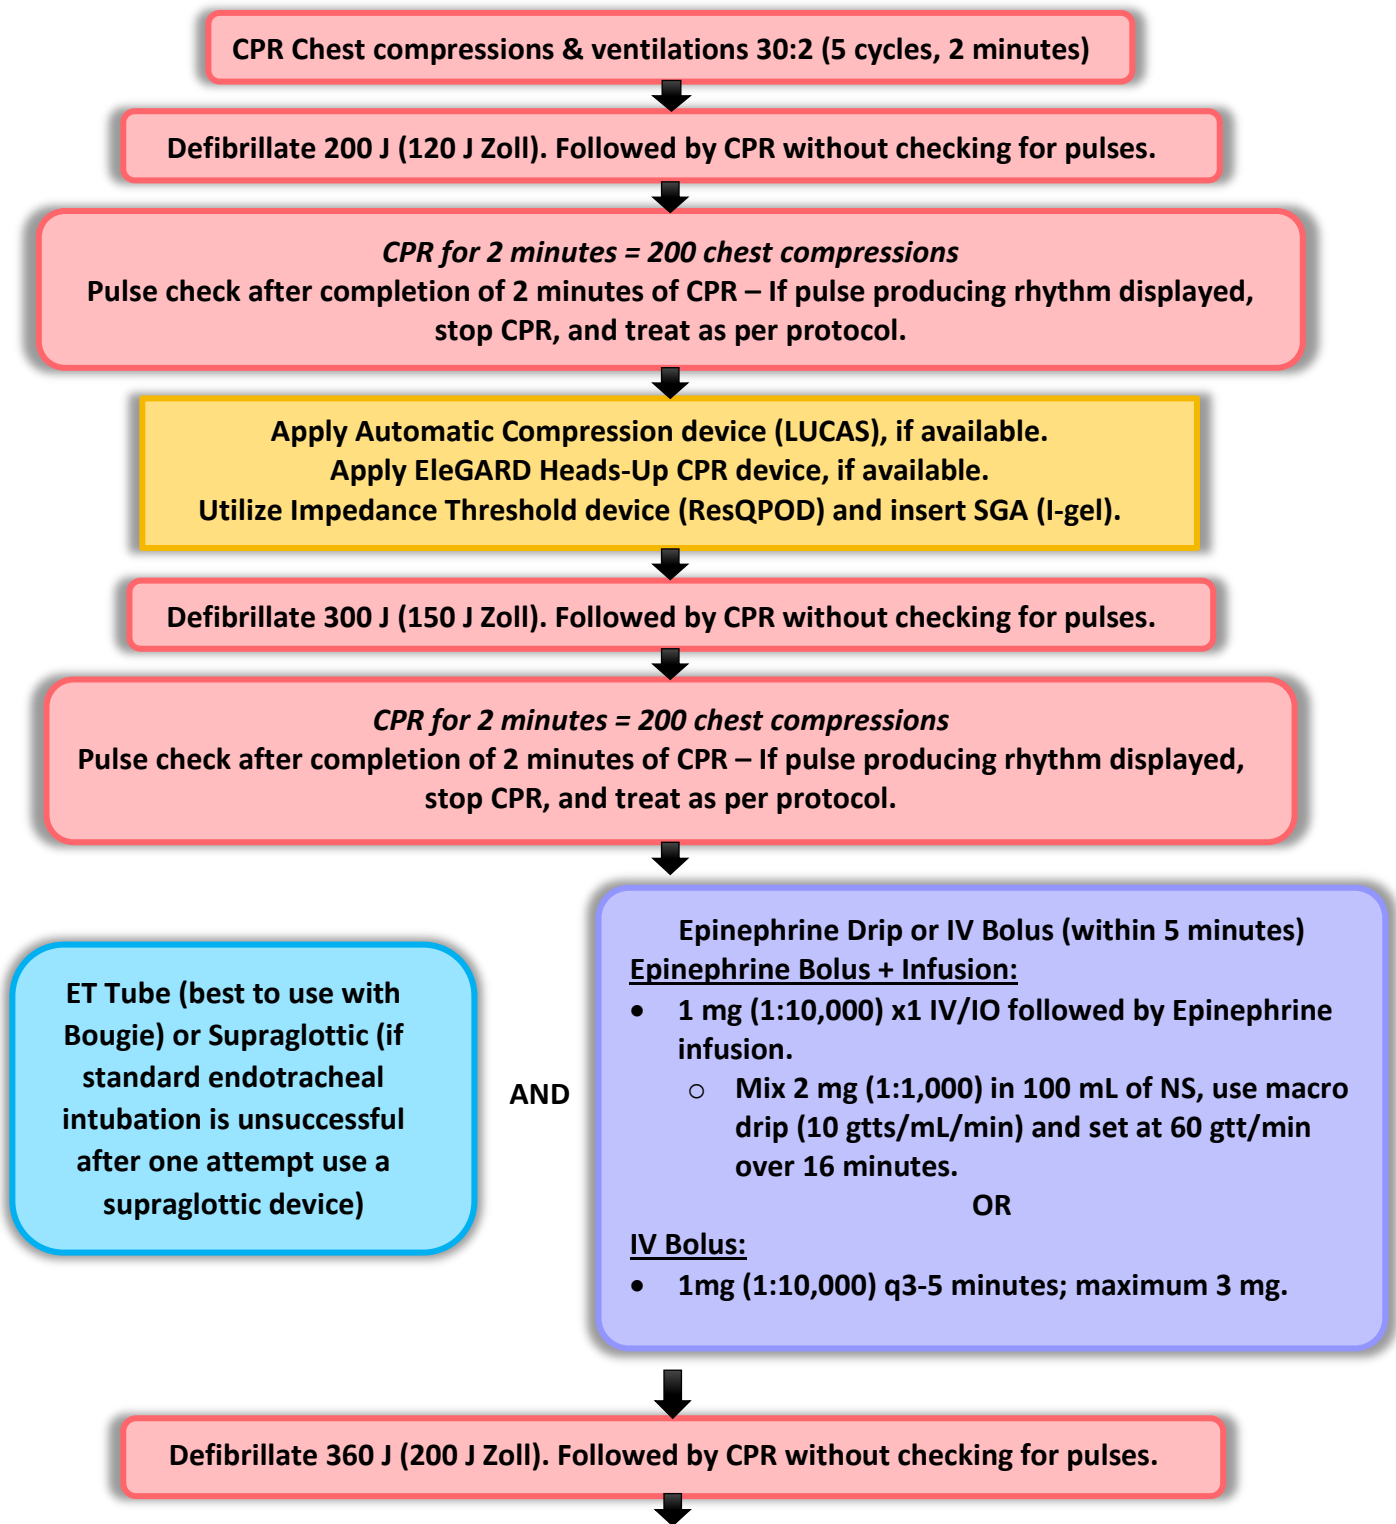 CPR Chest compressions & ventilations 30:2 (5 cycles, 2 minutes)
Defibrillate 200 J (120 J Zoll). Followed by CPR without checking for pulses.
CPR for 2 minutes = 200 chest compressions
Pulse check after completion of 2 minutes of CPR – If pulse producing rhythm displayed,
stop CPR, and treat as per protocol.
Apply Automatic Compression device (LUCAS), if available.
Apply EleGARD Heads-Up CPR device, if available.
Utilize Impedance Threshold device (ResQPOD) and insert SGA (I-gel).
Defibrillate 300 J (150 J Zoll). Followed by CPR without checking for pulses.
CPR for 2 minutes = 200 chest compressions
Pulse check after completion of 2 minutes of CPR – If pulse producing rhythm displayed,
stop CPR, and treat as per protocol.
ET Tube (best to use with
Bougie) or Supraglottic (if
standard endotracheal
intubation is unsuccessful
after one attempt use a
supraglottic device)
AND
Epinephrine Drip or IV Bolus (within 5 minutes)
Epinephrine Bolus + Infusion:
• 1 mg (1:10,000) x1 IV/IO followed by Epinephrine
infusion.
○ Mix 2 mg (1:1,000) in 100 mL of NS, use macro
drip (10 gtts/mL/min) and set at 60 gtt/min
over 16 minutes.
OR
IV Bolus:
• 1mg (1:10,000) q3-5 minutes; maximum 3 mg.
Defibrillate 360 J (200 J Zoll). Followed by CPR without checking for pulses.